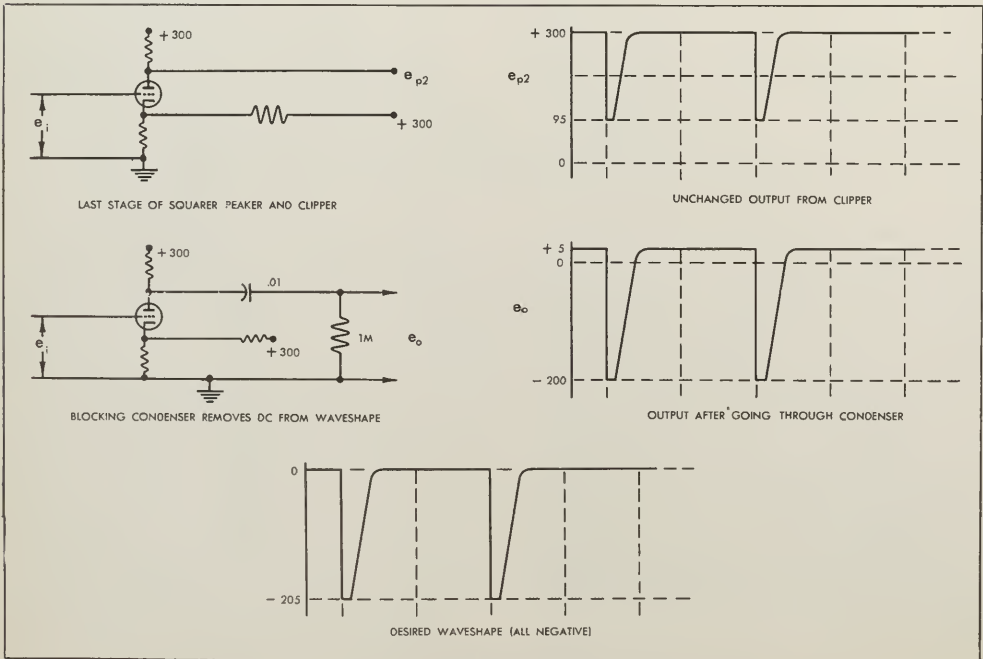 + 300
e_p2
e_i
+ 300
LAST STAGE OF SQUARER PEAKER AND CLIPPER
+ 300
e_p2
95
0
UNCHANGED OUTPUT FROM CLIPPER
+ 300
.01
e_i
+ 300
1M
e_o
BLOCKING CONDENSER REMOVES DC FROM WAVESHAPE
+ 5
0
e_o
- 200
OUTPUT AFTER GOING THROUGH CONDENSER
0
- 205
DESIRED WAVESHAPE (ALL NEGATIVE)